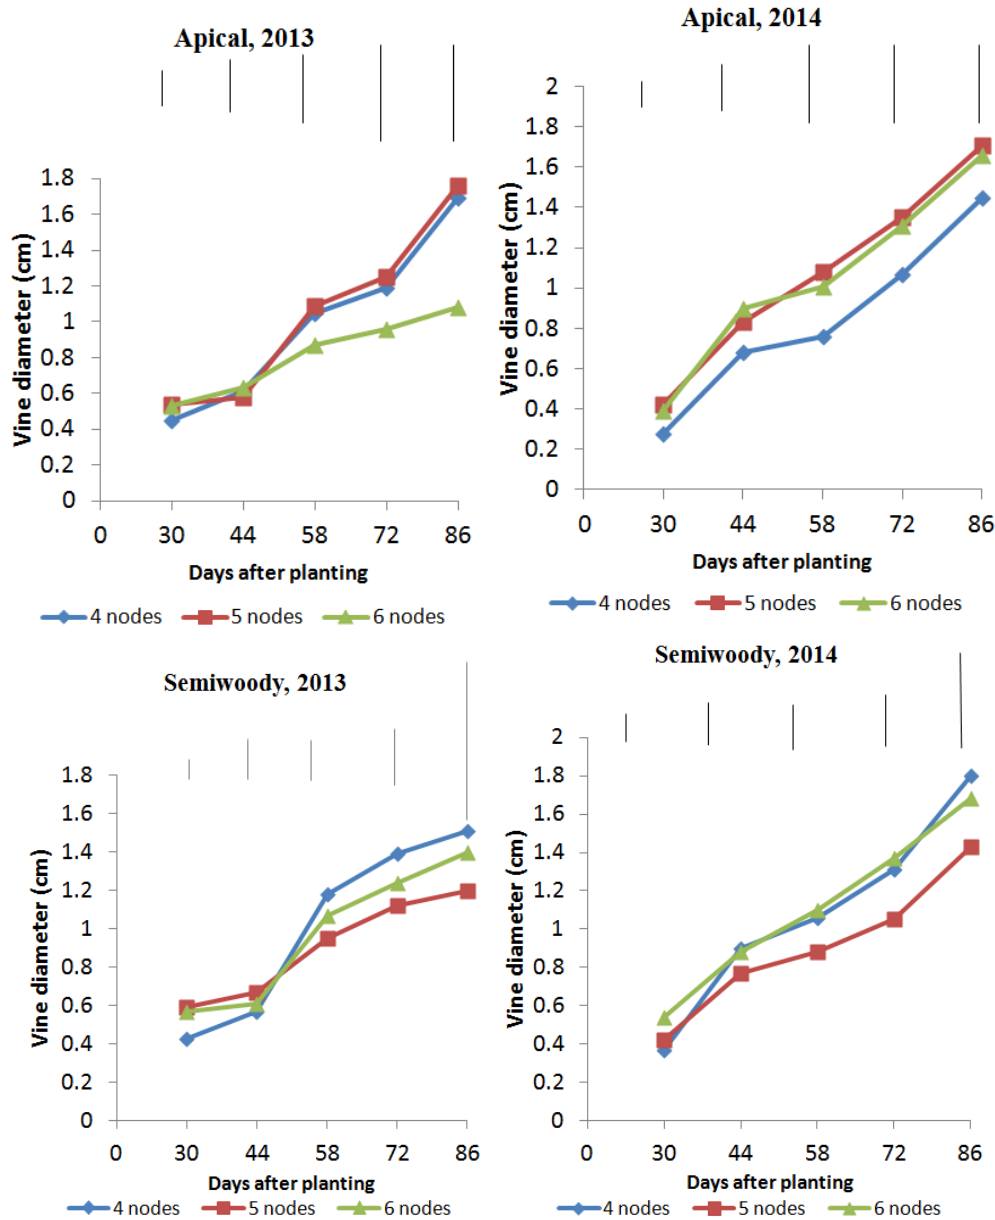 Apical, 2013
Vine diameter (cm)
1.8
1.6
1.4
1.2
1
0.8
0.6
0.4
0.2
0
0 30 44 58 72 86
Days after planting
4 nodes 5 nodes 6 nodes
Apical, 2014
Vine diameter (cm)
2
1.8
1.6
1.4
1.2
1
0.8
0.6
0.4
0.2
0
0 30 44 58 72 86
Days after planting
4 nodes 5 nodes 6 nodes
Semiwoody, 2013
Vine diameter (cm)
1.8
1.6
1.4
1.2
1
0.8
0.6
0.4
0.2
0
0 30 44 58 72 86
Days after planting
4 nodes 5 nodes 6 nodes
Semiwoody, 2014
Vine diameter (cm)
2
1.8
1.6
1.4
1.2
1
0.8
0.6
0.4
0.2
0
0 30 44 58 72 86
Days after planting
4 nodes 5 nodes 6 nodes